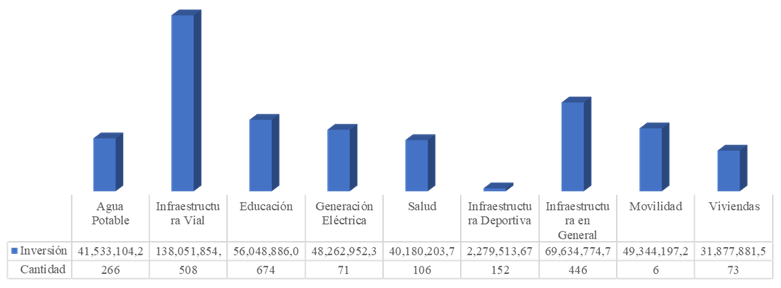 Agua Potable
Infraestructu
ra Vial
Educación
Generación
Eléctrica
Salud
Infraestructu
ra Deportiva
Infraestructu
ra en
General
Movilidad
Viviendas
Inversión 41,533,104,2 138,051,854, 56,048,886,0 48,262,952,3 40,180,203,7 2,279,513,67 69,634,774,7 49,344,197,2 31,877,881,5
Cantidad 266 508 674 71 106 152 446 6 73